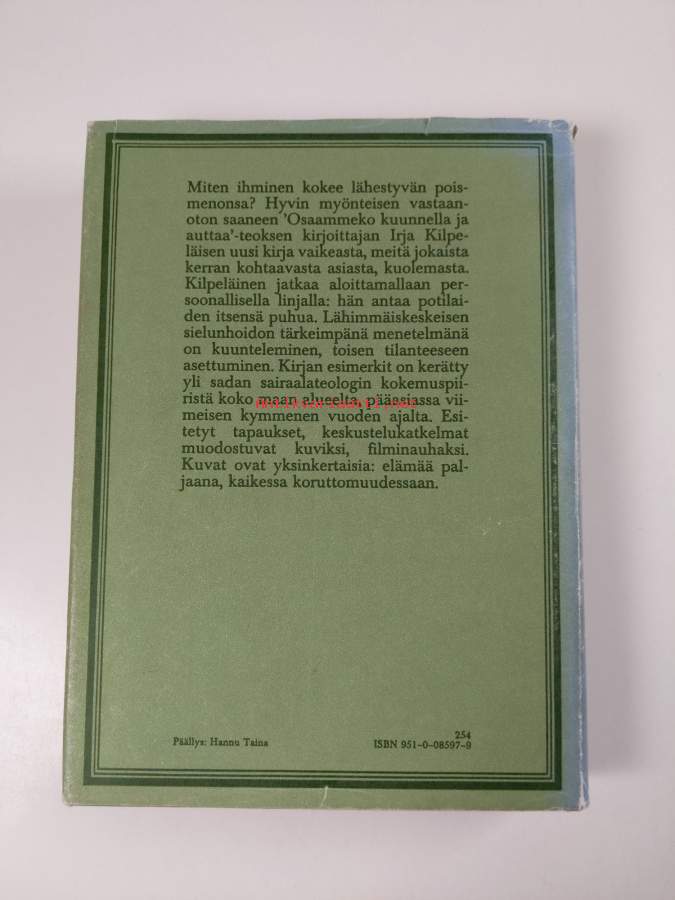 Miten ihminen kokee lähestyvän pois-
menonsa? Hyvin myönteisen vastaan-
oton saaneen 'Osaammeko kuunnella ja
auttaa'-teoksen kirjoittajan Irja Kilpe-
läisen uusi kirja vaikeasta, meitä jokaista
kerran kohtaavasta asiasta, kuolemasta.
Kilpeläinen jatkaa aloittamallaan per-
soonallisella linjalla: hän antaa potilai-
den itsensä puhua. Lähimmäiskeskeisen
sielunhoidon tärkeimpänä menetelmänä
on kuunteleminen, toisen tilanteeseen
asettuminen. Kirjan esimerkit on kerätty
yli sadan sairaalateologin kokemuspii-
ristä koko maan alueelta pääasiassa vii-
meisen kymmenen vuoden ajalta. Esi-
tetyt tapaukset, keskustelukatkelmat
muodostuvat kuviksi, filminauhaksi.
Kuvat ovat yksinkertaisia: elämää pal-
jaana, kaikessa koruttomuudessaan.
254
Päällys: Hannu Taina ISBN 951-0-08597-9